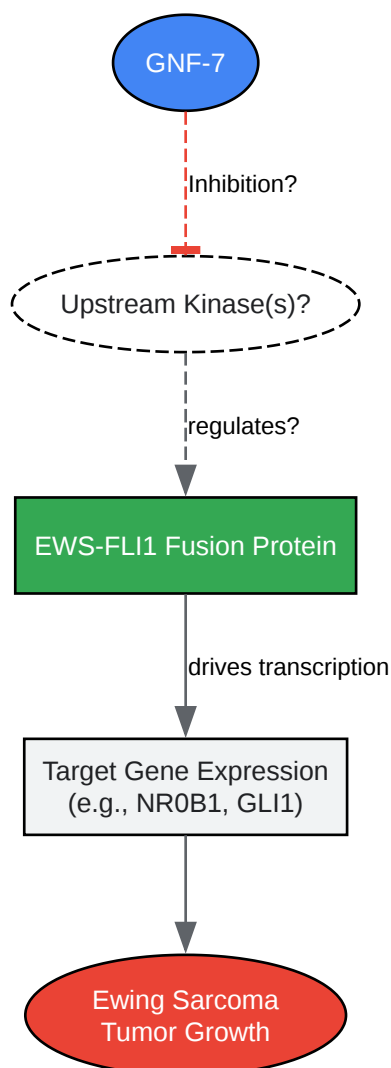 GNF-7
Inhibition?
Upstream Kinase(s)?
regulates?
EWS-FLI1 Fusion Protein
drives transcription
Target Gene Expression
(e.g., NR0B1, GLI1)
Ewing Sarcoma
Tumor Growth